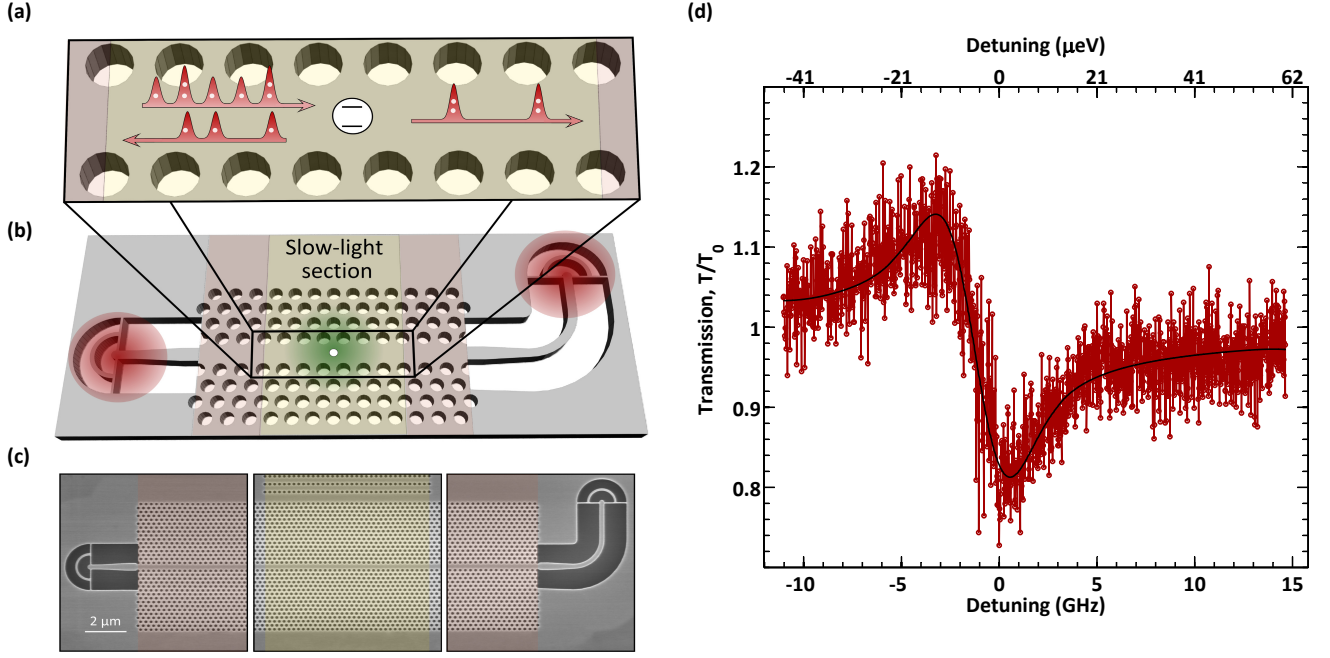 (a)
(b)
Slow-light
section
(c)
2 μm
(d)
Detuning (μeV)
-41 -21 0 21 41 62
Transmission, T/T0
1.2
1.1
1
0.9
0.8
-10 -5 0 5 10 15
Detuning (GHz)